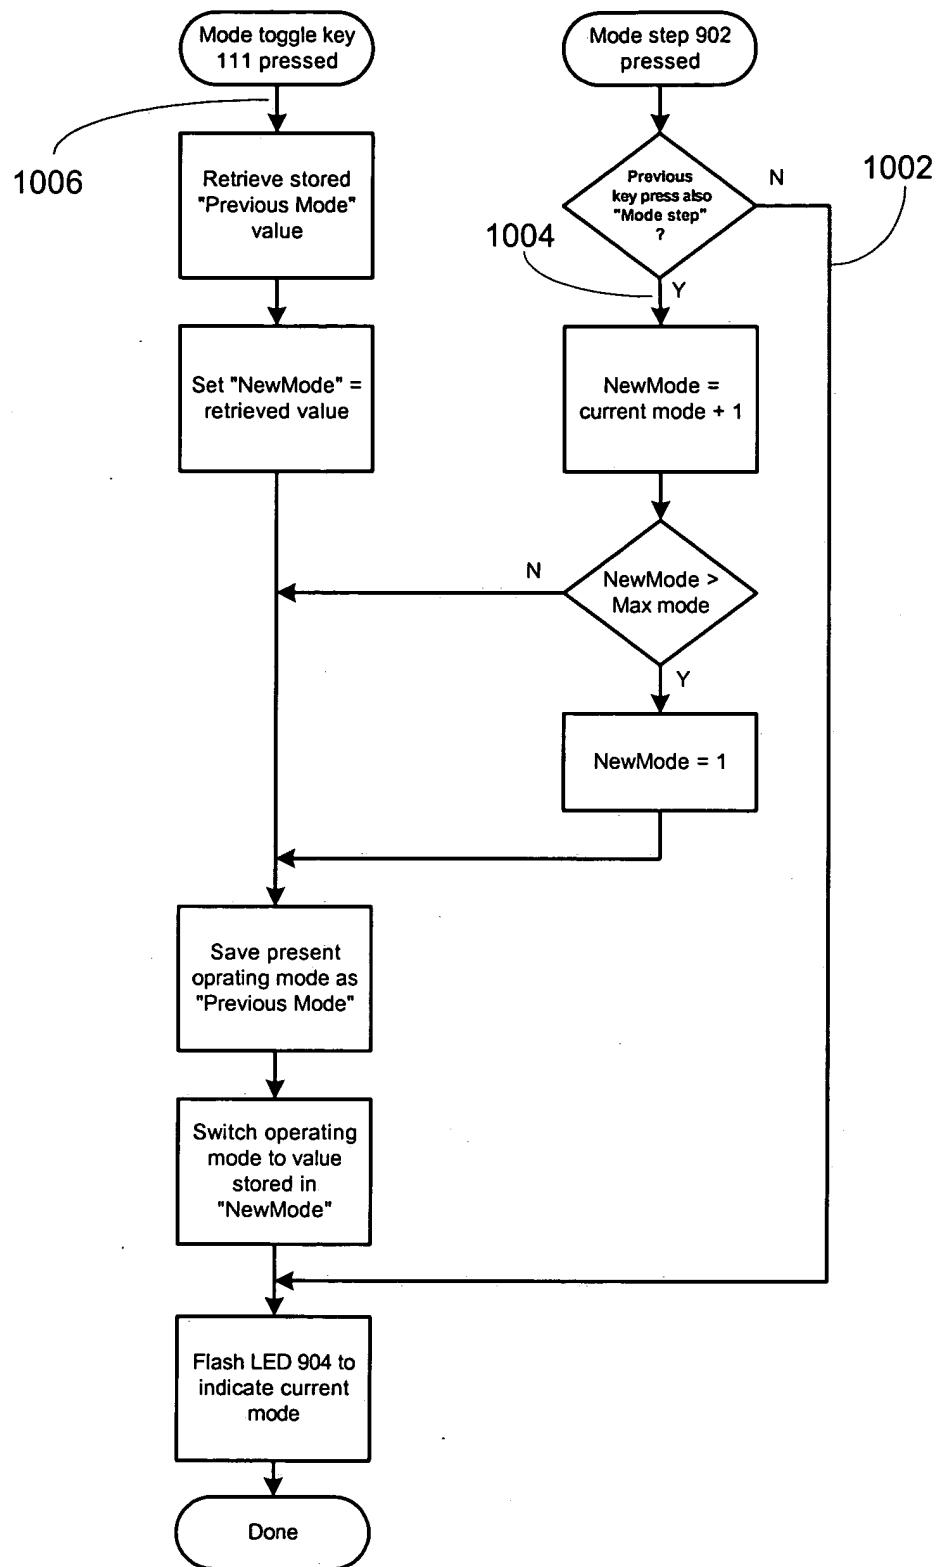 Mode toggle key
111 pressed
Mode step 902
pressed
1006
Retrieve stored
"Previous Mode"
value
Previous
key press also
"Mode step"
?
N
1002
1004
Y
Set "NewMode" =
retrieved value
NewMode =
current mode + 1
N
NewMode >
Max mode
Y
NewMode = 1
Save present
oprating mode as
"Previous Mode"
Switch operating
mode to value
stored in
"NewMode"
Flash LED 904 to
indicate current
mode
Done